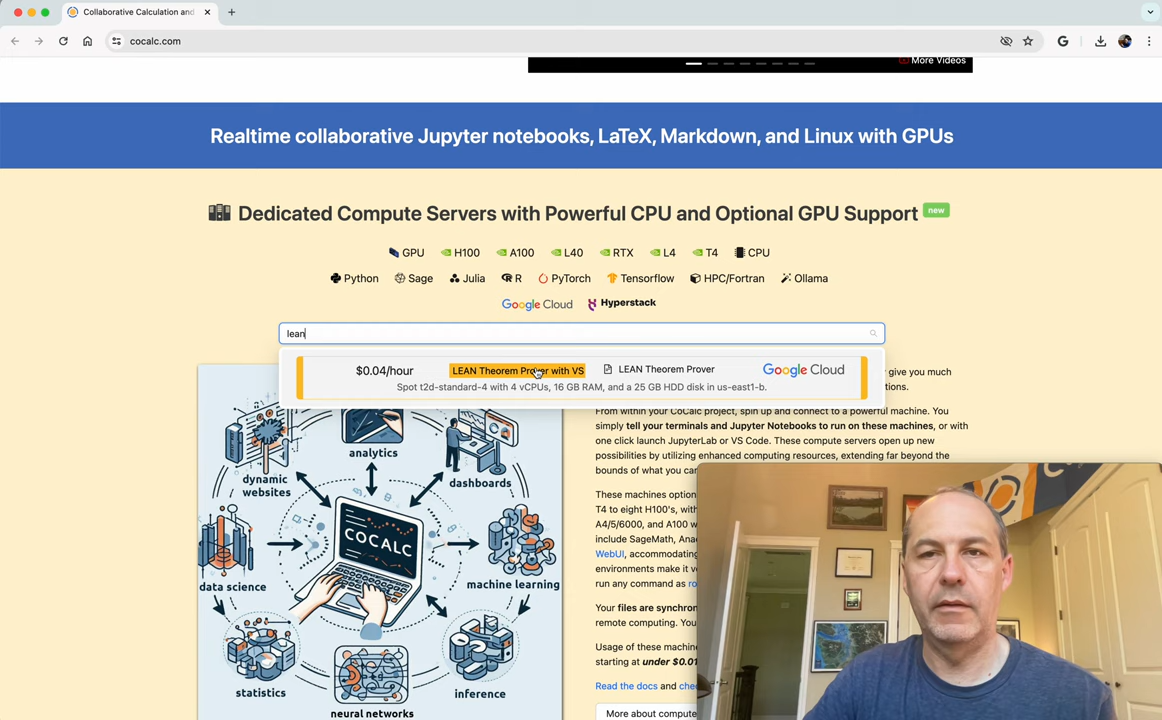 Collaborative Calculation and
cocalc.com
More Videos
Realtime collaborative Jupyter notebooks, LaTeX, Markdown, and Linux with GPUs
Dedicated Compute Servers with Powerful CPU and Optional GPU Support new
GPU H100 A100 L40 RTX L4 T4 CPU
Python Sage Julia R PyTorch Tensorflow HPC/Fortran Ollama
Google Cloud Hyperstack
lean
$0.04/hour LEAN Theorem Prover with VS LEAN Theorem Prover Google Cloud
Spot t2d-standard-4 with 4 vCPUs, 16 GB RAM, and a 25 GB HDD disk in us-east1-b.
give you much
From within your CoCalc project, spin up and connect to a powerful machine. You
simply tell your terminals and Jupyter Notebooks to run on these machines, or with
one click launch JupyterLab or VS Code. These compute servers open up new
possibilities by utilizing enhanced computing resources, extending far beyond the
bounds of what you
These machines option
T4 to eight H100's, with
A4/5/6000, and A100
include SageMath,
WebUI, accommodating
environments make it
run any command as
Your files are
remote computing.
Usage of these
starting at under
Read the docs and
More about compute
dynamic
websites
analytics
dashboards
COCALC
data science
machine learning
statistics
neural networks
inference